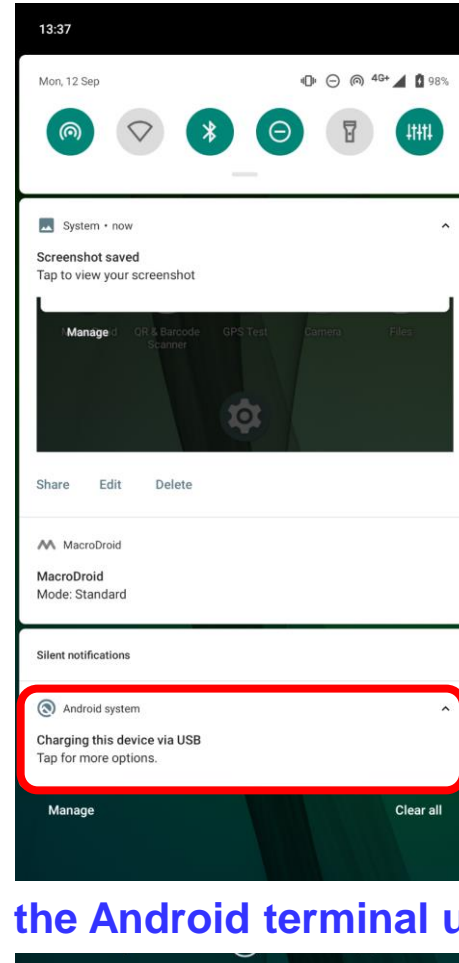 13:37
Mon, 12 Sep 4G+ 98%
System • now
Screenshot saved
Tap to view your screenshot
Manage QR & Barcode Scanner GPS Test Camera Files
Share Edit Delete
MacroDroid
MacroDroid
Mode: Standard
Silent notifications
Android system
Charging this device via USB
Tap for more options.
Manage Clear all
the Android terminal u